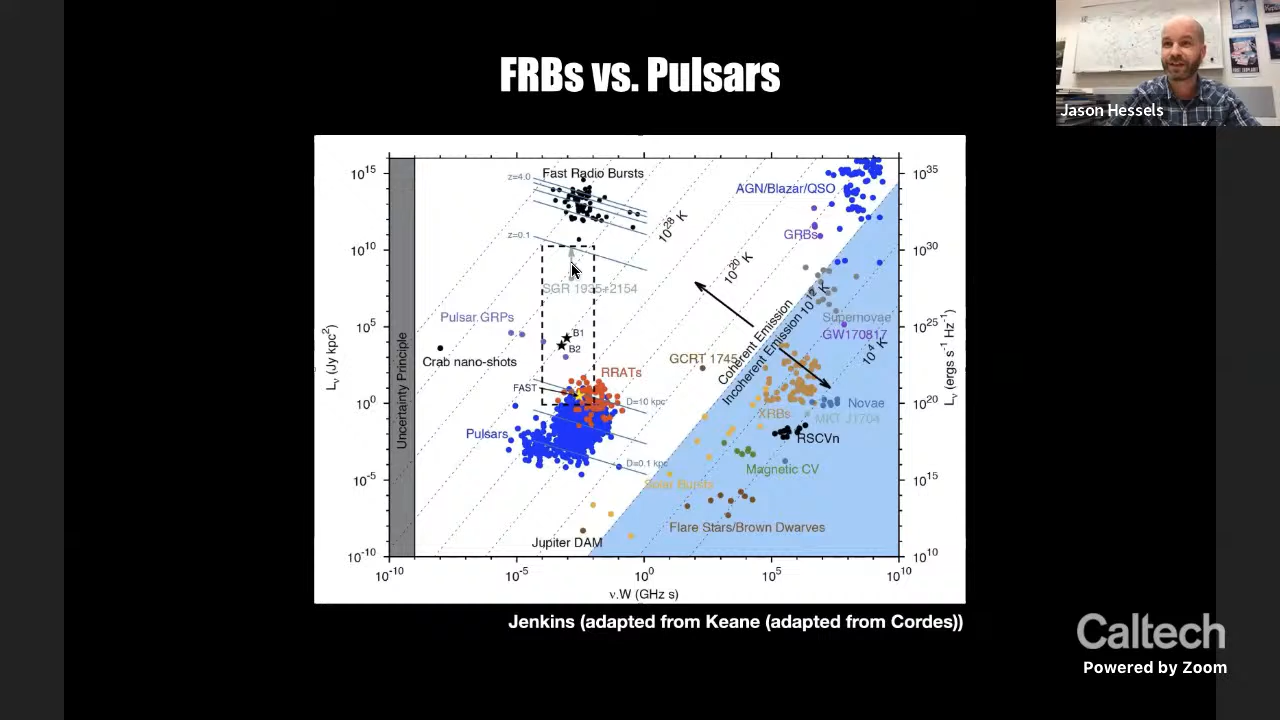 FRBs vs. Pulsars
Jason Hessels
10^15
10^10
10^5
10^0
10^-5
10^-10
L_ν (Jy kpc^2)
Uncertainty Principle
z=4.0
Fast Radio Bursts
z=0.1
10^28 K
10^20 K
10^12 K
10^4 K
AGN/Blazar/QSO
GRBs
SGR 1935+2154
Pulsar GRPs
B1
B2
Crab nano-shots
FAST
RRATs
D=10 kpc
Pulsars
D=0.1 kpc
GCRT 1745
Coherent Emission
Incoherent Emission
Supernovae
GW170817
XRBs
Novae
MKT J1704
RSCVn
Magnetic CV
Solar Bursts
Flare Stars/Brown Dwarves
Jupiter DAM
10^35
10^30
10^25
10^20
10^15
10^10
L_ν (ergs s^-1 Hz^-1)
10^-10
10^-5
10^0
10^5
10^10
ν.W (GHz s)
Jenkins (adapted from Keane (adapted from Cordes))
Caltech
Powered by Zoom